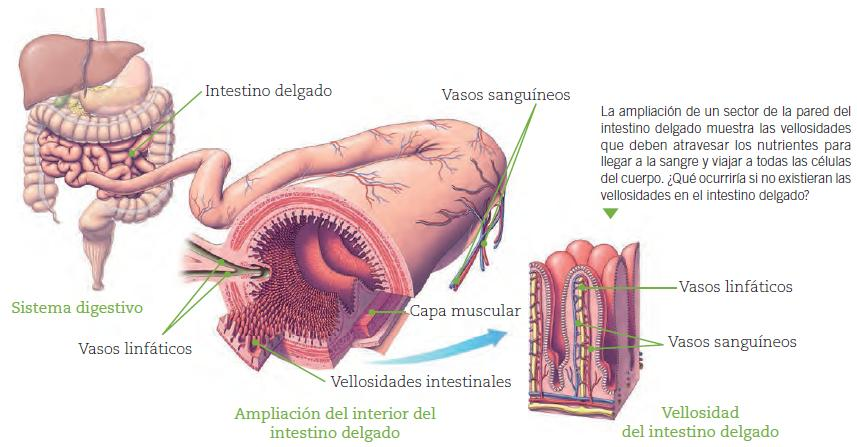 Intestino delgado
Vasos sanguíneos
La ampliación de un sector de la pared del
intestino delgado muestra las vellosidades
que deben atravesar los nutrientes para
llegar a la sangre y viajar a todas las células
del cuerpo. ¿Qué ocurriría si no existieran las
vellosidades en el intestino delgado?
Sistema digestivo
Vasos linfáticos
Capa muscular
Vellosidades intestinales
Ampliación del interior del
intestino delgado
Vasos linfáticos
Vasos sanguíneos
Vellosidad
del intestino delgado